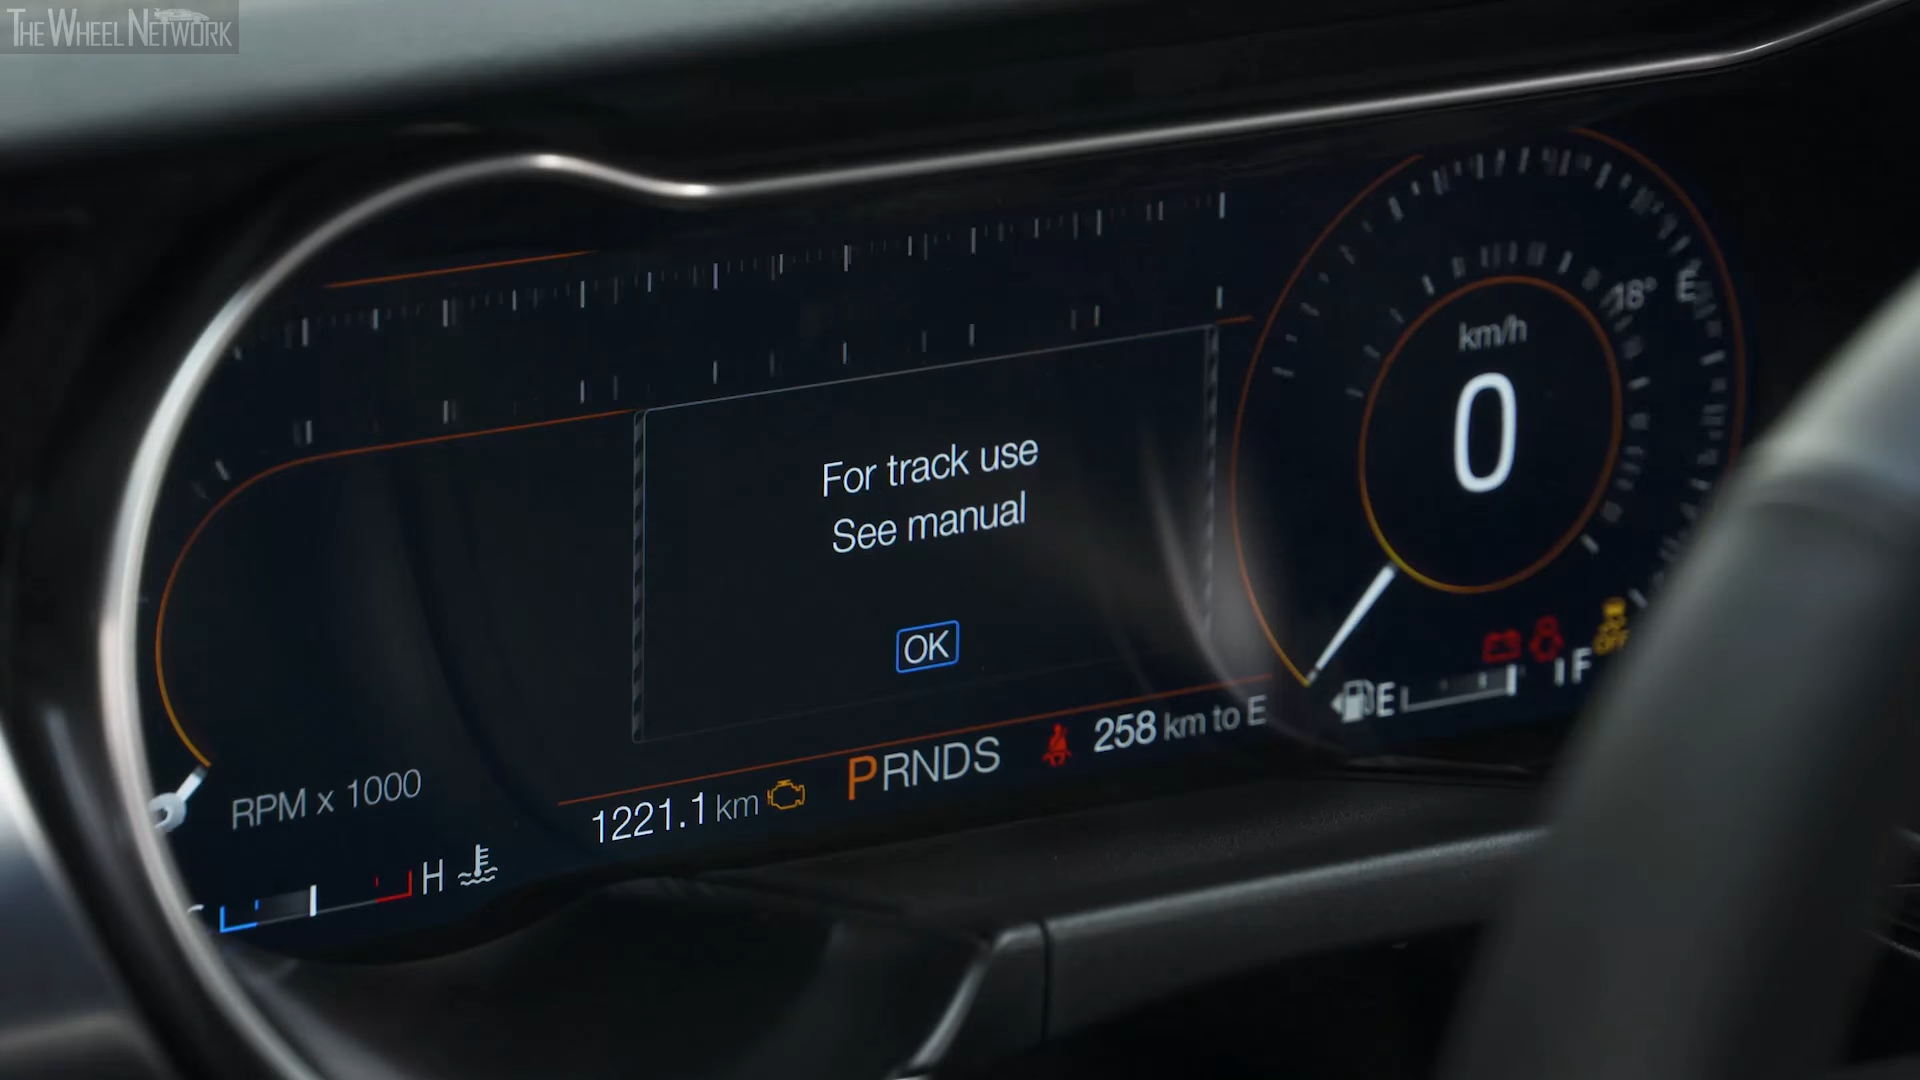 THE WHEEL NETWORK
18° E
km/h
0
For track use
See manual
OK
OFF
E F
258 km to E
PRNDS
1221.1 km
RPM x 1000
H